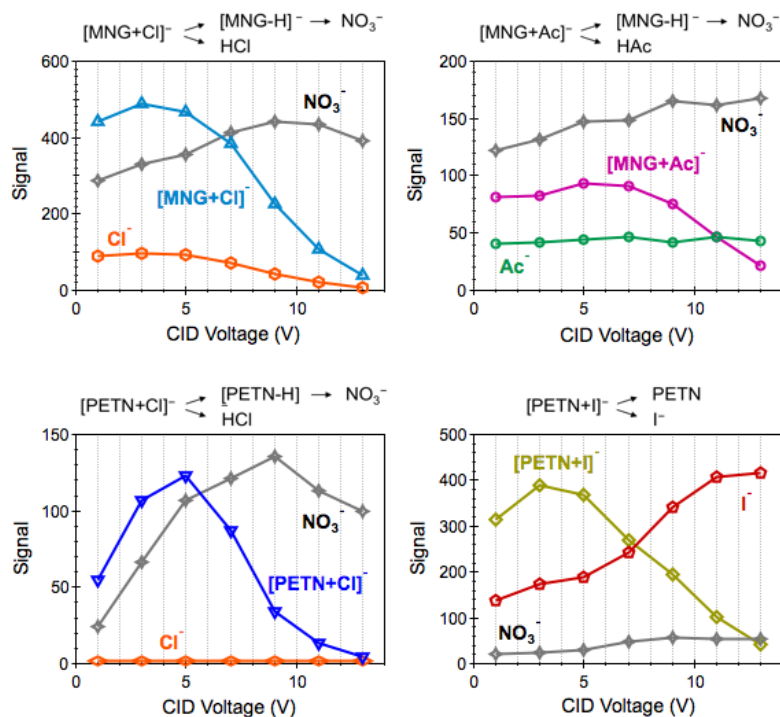 [MNG+Cl]⁻ → [MNG-H]⁻ → NO₃⁻
→ HCl
600
400
200
0
Signal
NO₃⁻
[MNG+Cl]⁻
Cl⁻
0 5 10
CID Voltage (V)
[MNG+Ac]⁻ → [MNG-H]⁻ → NO₃⁻
→ HAc
200
150
100
50
0
Signal
NO₃⁻
[MNG+Ac]⁻
Ac⁻
0 5 10
CID Voltage (V)
[PETN+Cl]⁻ → [PETN-H] → NO₃⁻
→ H̄Cl
150
100
50
0
Signal
NO₃⁻
[PETN+Cl]⁻
Cl⁻
0 5 10
CID Voltage (V)
[PETN+I]⁻ → PETN
→ I⁻
500
400
300
200
100
0
Signal
[PETN+I]⁻
I⁻
NO₃⁻
0 5 10
CID Voltage (V)